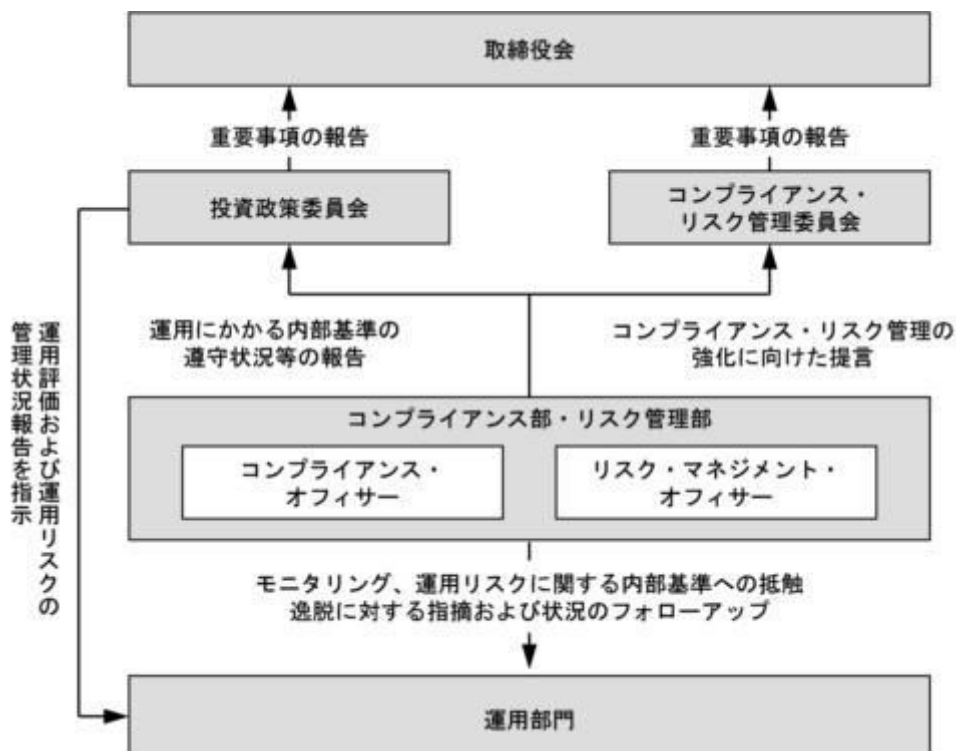 取締役会
重要事項の報告
重要事項の報告
投資政策委員会
コンプライアンス・
リスク管理委員会
運用にかかる内部基準の
遵守状況等の報告
コンプライアンス・リスク管理の
強化に向けた提言
運用評価および運用リスクの
管理状況報告を指示
コンプライアンス部・リスク管理部
コンプライアンス・
オフィサー
リスク・マネジメント・
オフィサー
モニタリング、運用リスクに関する内部基準への抵触
逸脱に対する指摘および状況のフォローアップ
運用部門